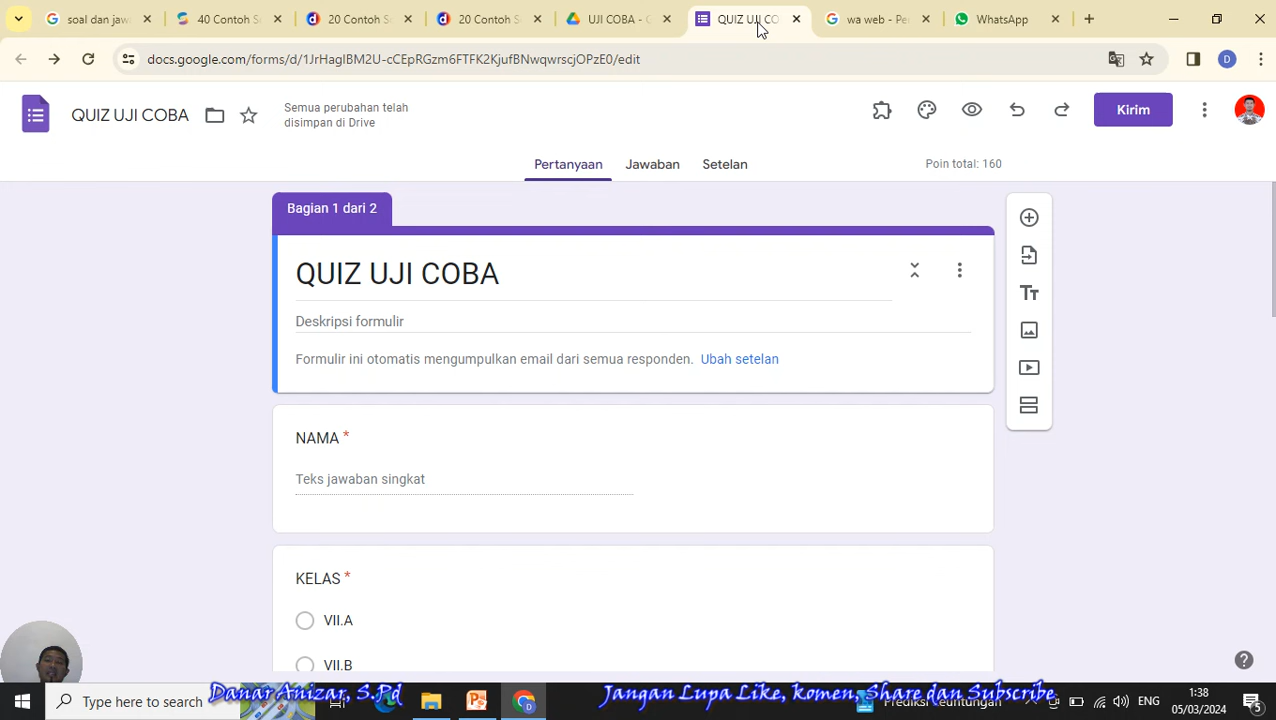 soal dan jaw
40 Contoh S
20 Contoh S
20 Contoh S
UJI COBA - G
QUIZ UJI CO
wa web - Pe
WhatsApp
docs.google.com/forms/d/1JrHagIBM2U-cCEpRGzm6FTFK2KjufBNwqwrscjOPzE0/edit
D
QUIZ UJI COBA
Semua perubahan telah
disimpan di Drive
Kirim
Pertanyaan
Jawaban
Setelan
Poin total: 160
Bagian 1 dari 2
QUIZ UJI COBA
Deskripsi formulir
Formulir ini otomatis mengumpulkan email dari semua responden. Ubah setelan
NAMA *
Teks jawaban singkat
KELAS *
VII.A
VII.B
Type here to search
Danar Anizar, S.Pd
Jangan Lupa Like, komen, Share dan Subscribe
Prediksi keuntungan
ENG
1:38
05/03/2024
5